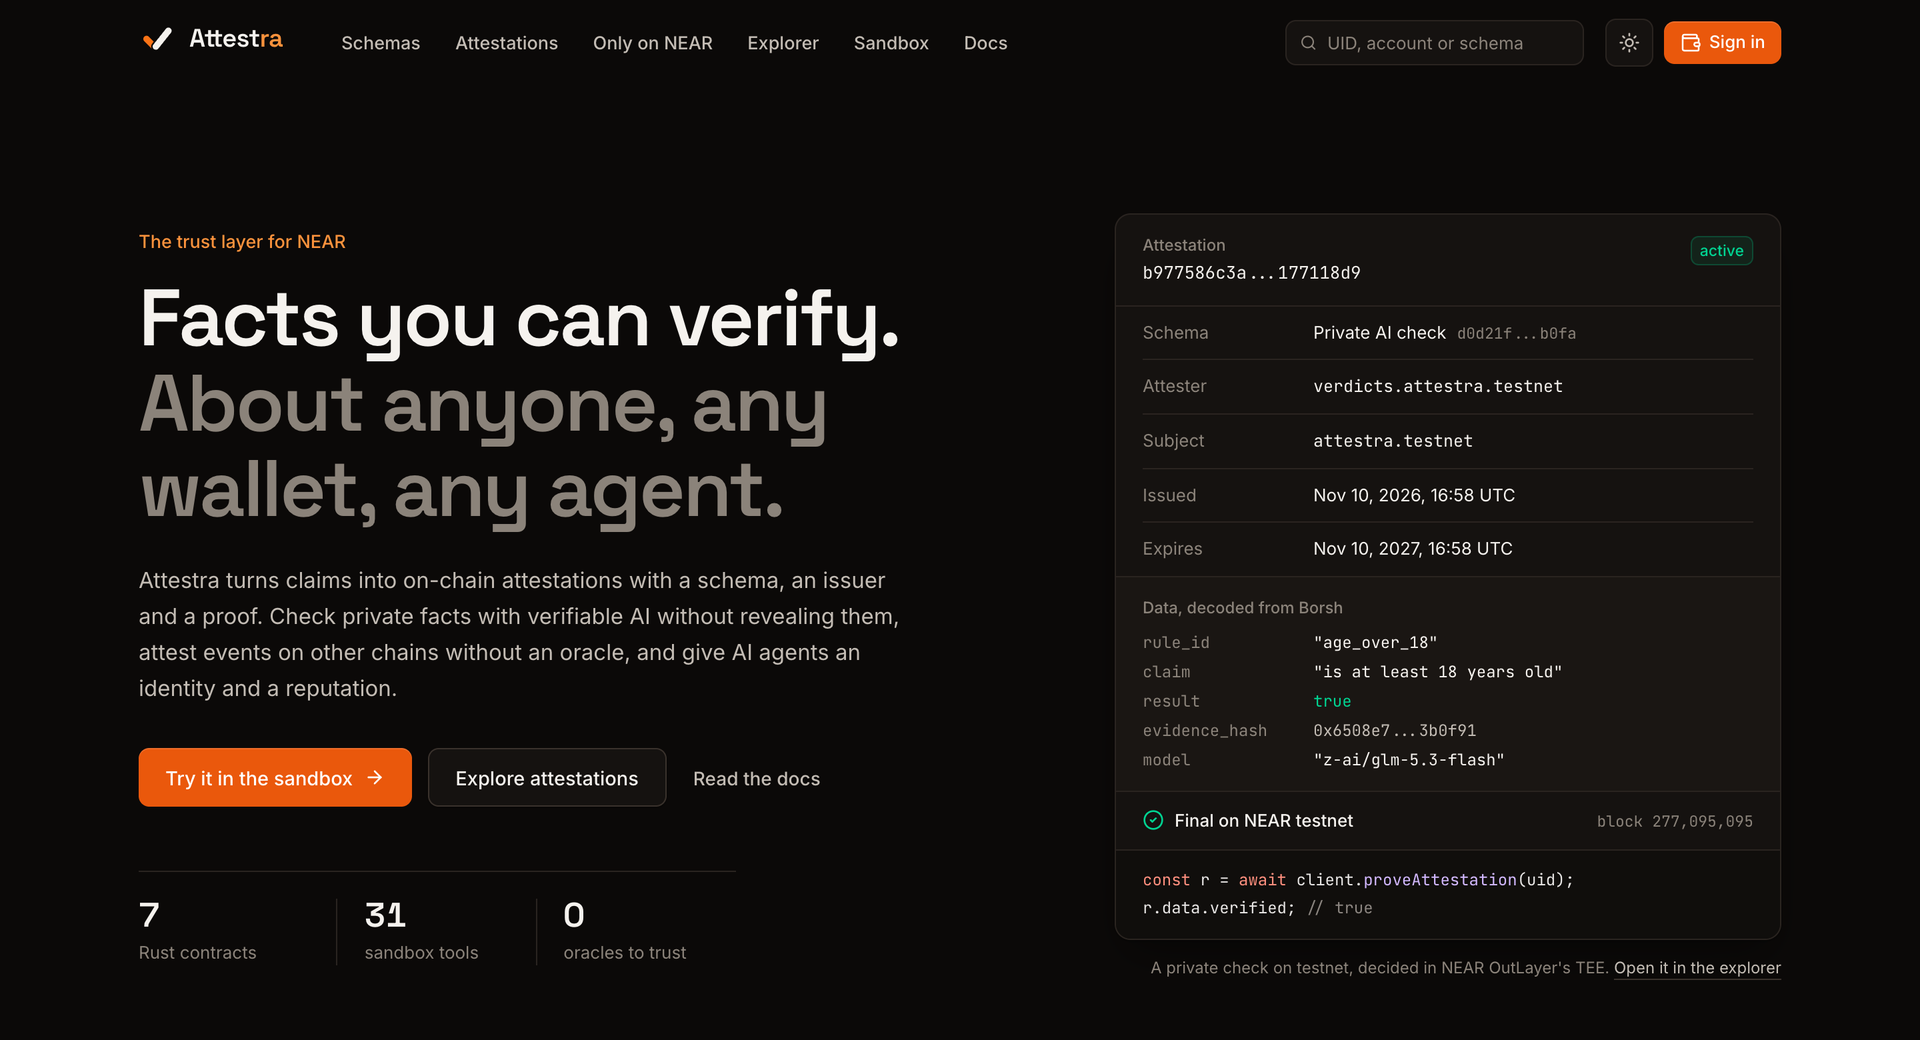 Attestra
Schemas
Attestations
Only on NEAR
Explorer
Sandbox
Docs
UID, account or schema
Sign in
The trust layer for NEAR
Facts you can verify.
About anyone, any
wallet, any agent.
Attestra turns claims into on-chain attestations with a schema, an issuer
and a proof. Check private facts with verifiable AI without revealing them,
attest events on other chains without an oracle, and give AI agents an
identity and a reputation.
Try it in the sandbox →
Explore attestations
Read the docs
7
Rust contracts
31
sandbox tools
0
oracles to trust
Attestation
b977586c3a...177118d9
active
Schema Private AI check d0d21f...b0fa
Attester verdicts.attestra.testnet
Subject attestra.testnet
Issued Nov 10, 2026, 16:58 UTC
Expires Nov 10, 2027, 16:58 UTC
Data, decoded from Borsh
rule_id "age_over_18"
claim "is at least 18 years old"
result true
evidence_hash 0x6508e7...3b0f91
model "z-ai/glm-5.3-flash"
Final on NEAR testnet block 277,095,095
const r = await client.proveAttestation(uid);
r.data.verified; // true
A private check on testnet, decided in NEAR OutLayer's TEE. Open it in the explorer